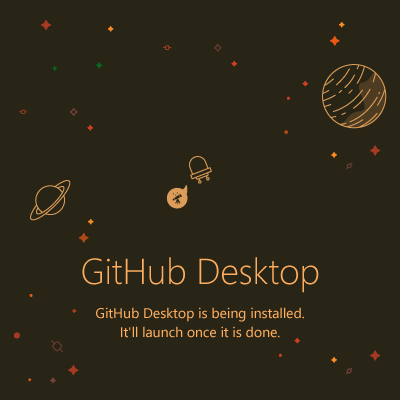 GitHub Desktop
GitHub Desktop is being installed.
It'll launch once it is done.